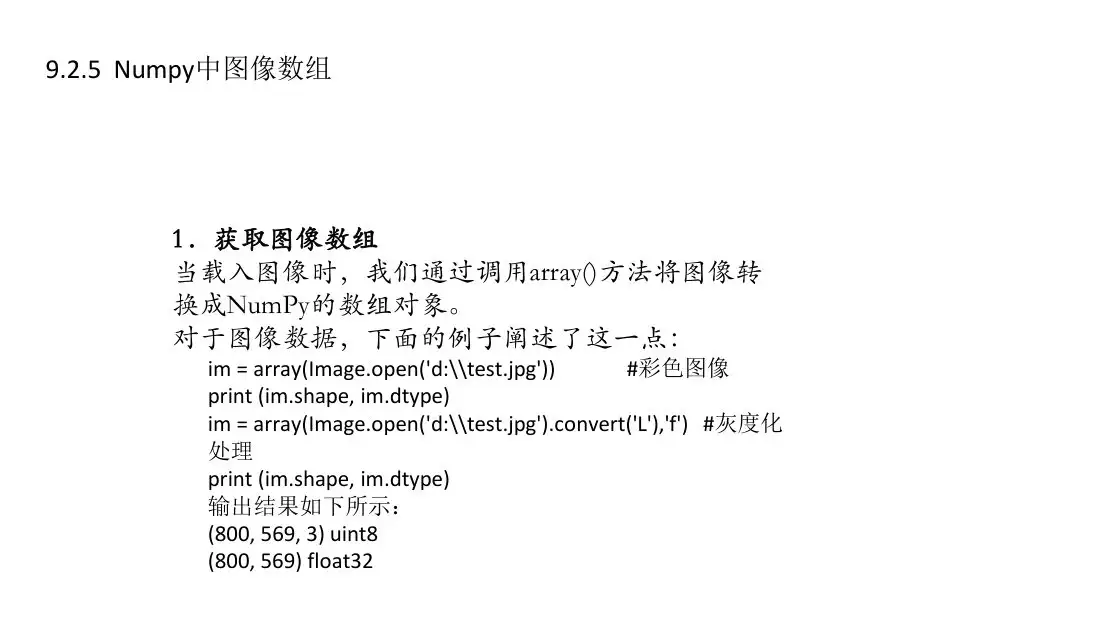 9.2.5 Numpy中图像数组
1．获取图像数组
当载入图像时，我们通过调用array()方法将图像转
换成NumPy的数组对象。
对于图像数据，下面的例子阐述了这一点：
im = array(Image.open('d:\\test.jpg')) #彩色图像
print (im.shape, im.dtype)
im = array(Image.open('d:\\test.jpg').convert('L'),'f') #灰度化
处理
print (im.shape, im.dtype)
输出结果如下所示：
(800, 569, 3) uint8
(800, 569) float32